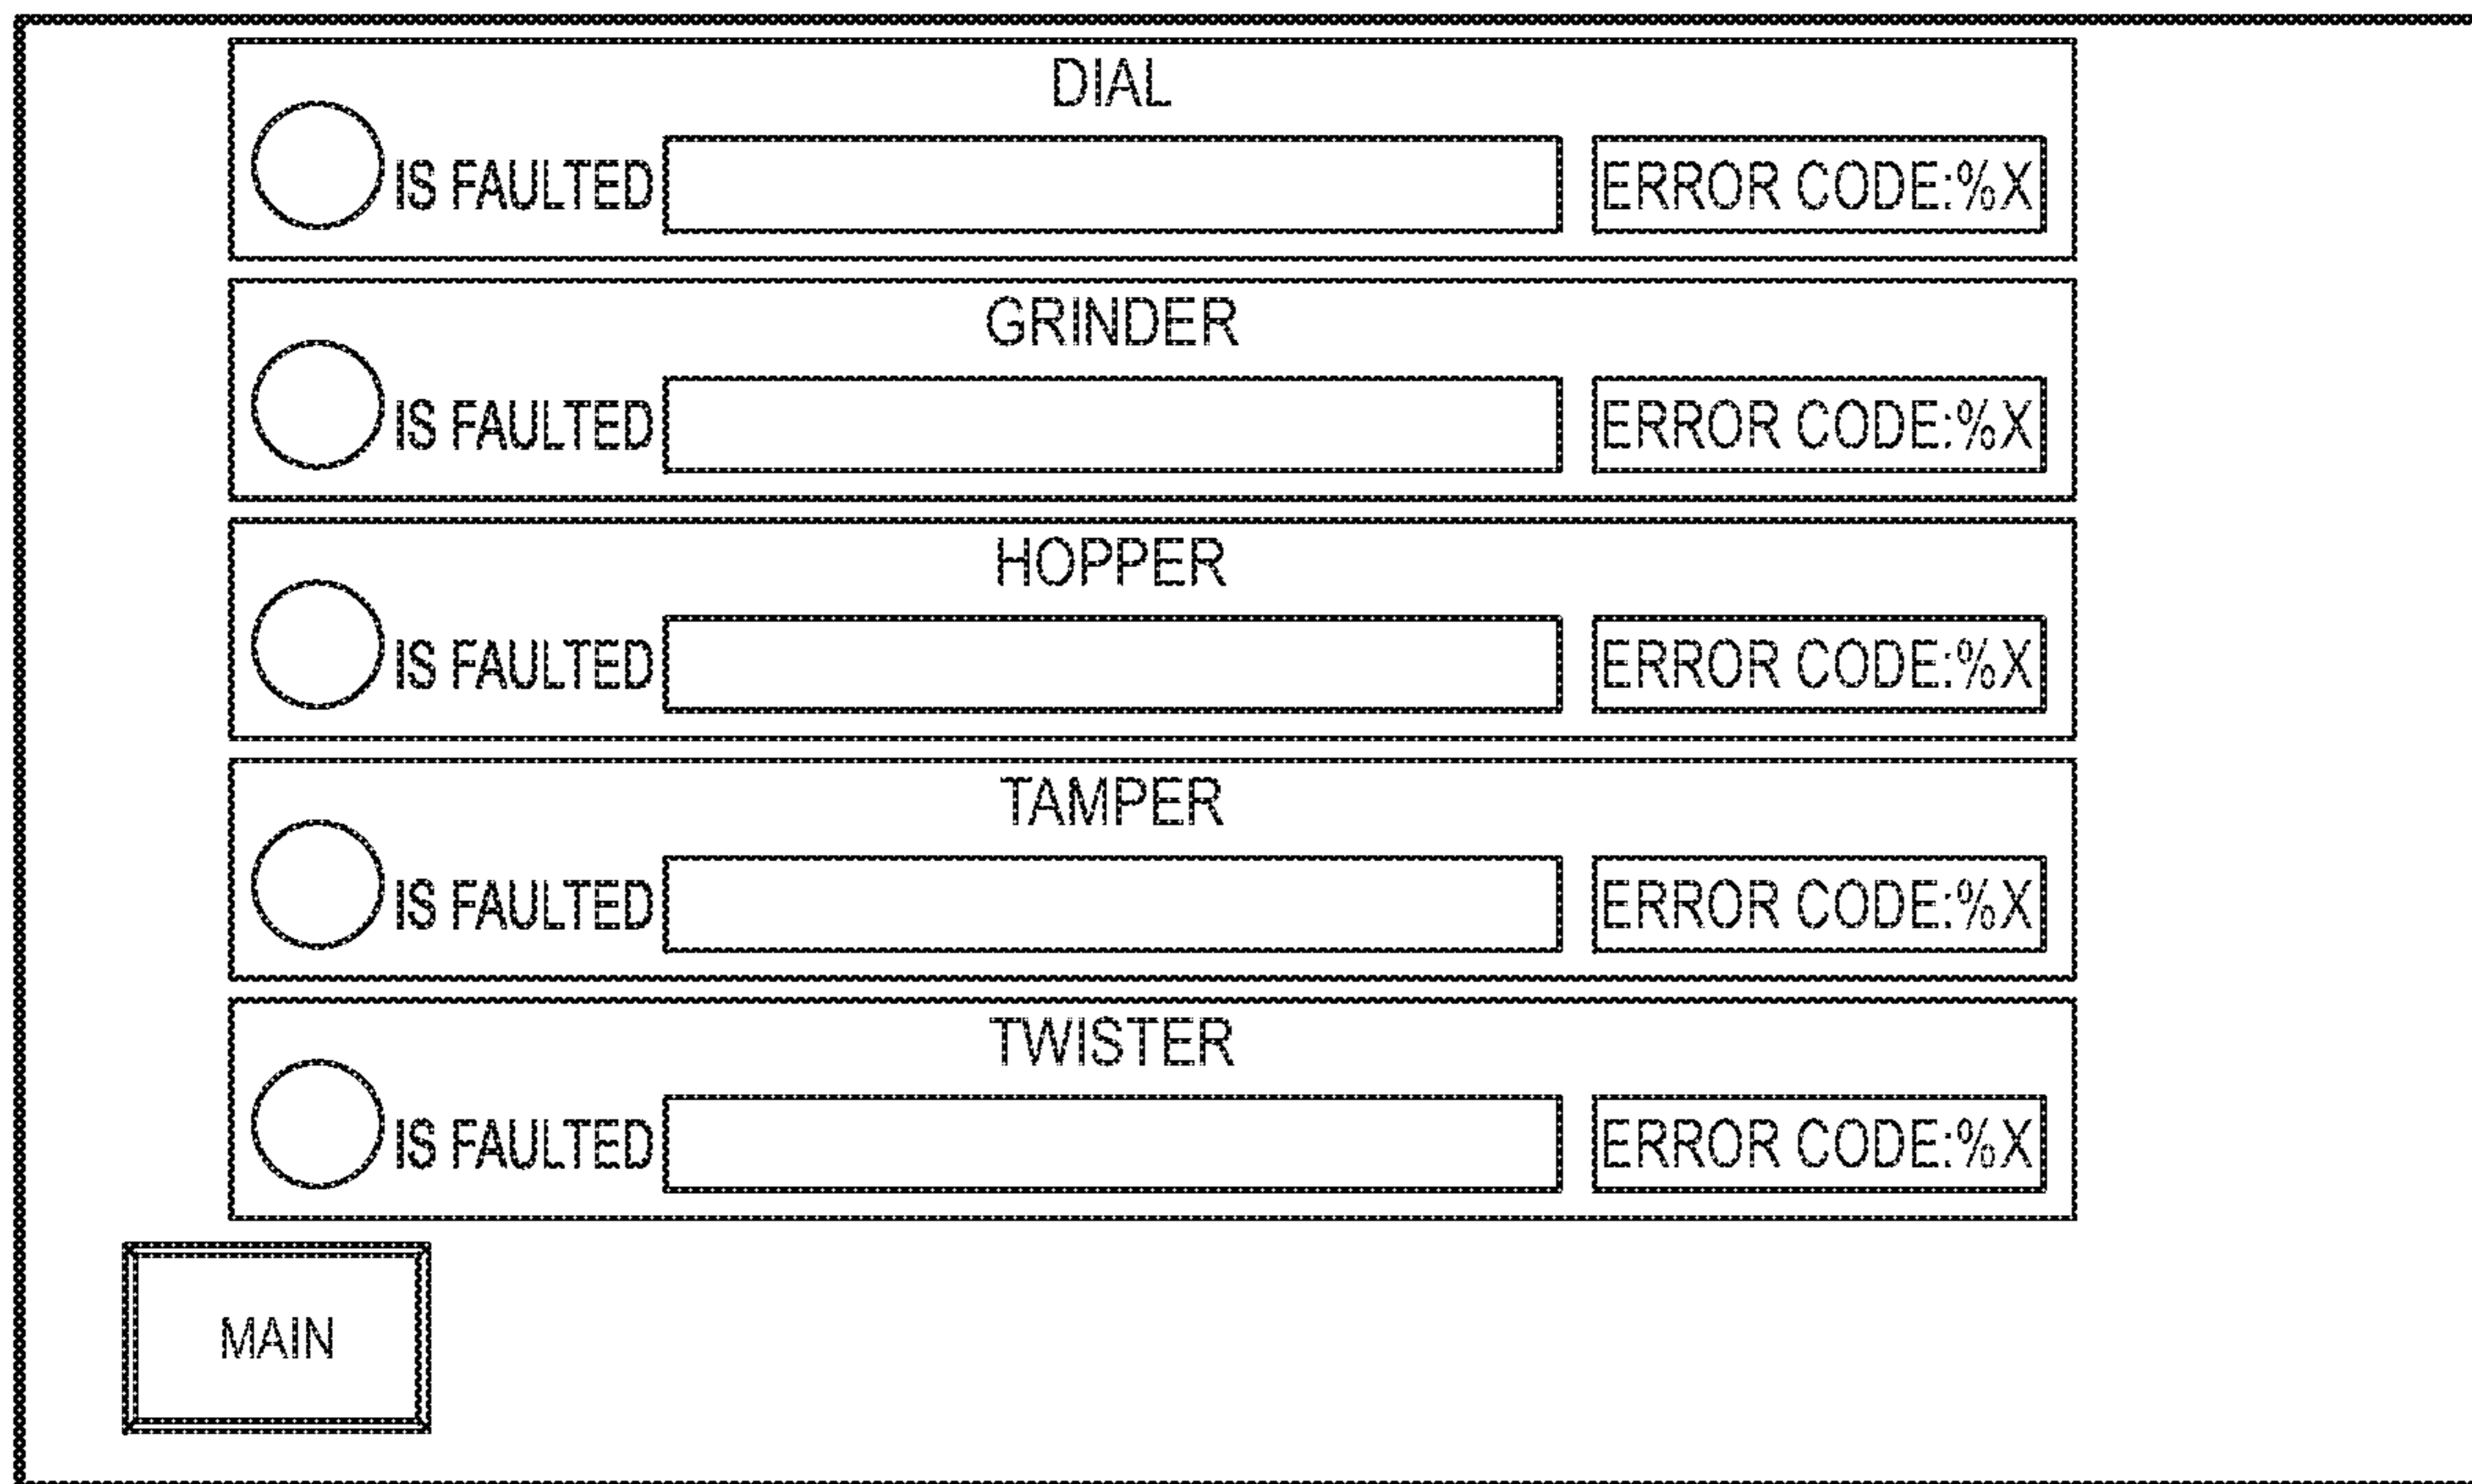 DIAL
IS FAULTED ERROR CODE:%X
GRINDER
IS FAULTED ERROR CODE:%X
HOPPER
IS FAULTED ERROR CODE:%X
TAMPER
IS FAULTED ERROR CODE:%X
TWISTER
IS FAULTED ERROR CODE:%X
MAIN